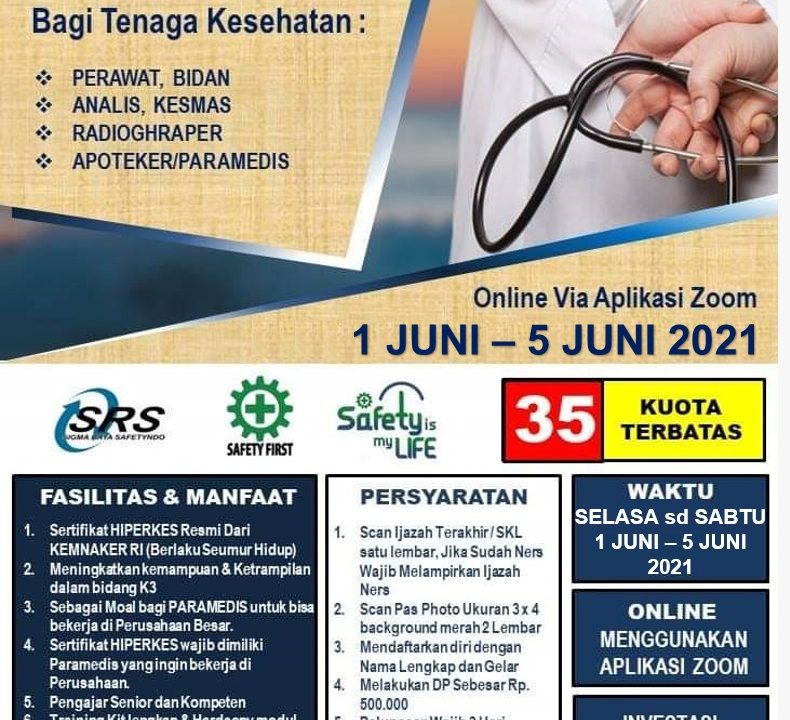 Bagi Tenaga Kesehatan :
❖ PERAWAT, BIDAN
❖ ANALIS, KESMAS
❖ RADIOGHRAPER
❖ APOTEKER/PARAMEDIS
Online Via Aplikasi Zoom
1 JUNI – 5 JUNI 2021
SRS
SAFETY FIRST
Safety is
my LIFE
35
KUOTA
TERBATAS
FASILITAS & MANFAAT
1. Sertifikat HIPERKES Resmi Dari
KEMNAKER RI (Berlaku Seumur Hidup)
2. Meningkatkan kemampuan & Ketrampilan
dalam bidang K3
3. Sebagai Moal bagi PARAMEDIS untuk bisa
bekerja di Perusahaan Besar.
4. Sertifikat HIPERKES wajib dimiliki
Paramedis yang ingin bekerja di
Perusahaan.
5. Pengajar Senior dan Kompeten
PERSYARATAN
1. Scan Ijazah Terakhir/ SKL
satu lembar, Jika Sudah Ners
Wajib Melampirkan Ijazah
Ners
2. Scan Pas Photo Ukuran 3 x 4
background merah 2 Lembar
3. Mendaftarkan diri dengan
Nama Lengkap dan Gelar
4. Melakukan DP Sebesar Rp.
500.000
WAKTU
SELASA sd SABTU
1 JUNI – 5 JUNI
2021
ONLINE
MENGGUNAKAN
APLIKASI ZOOM